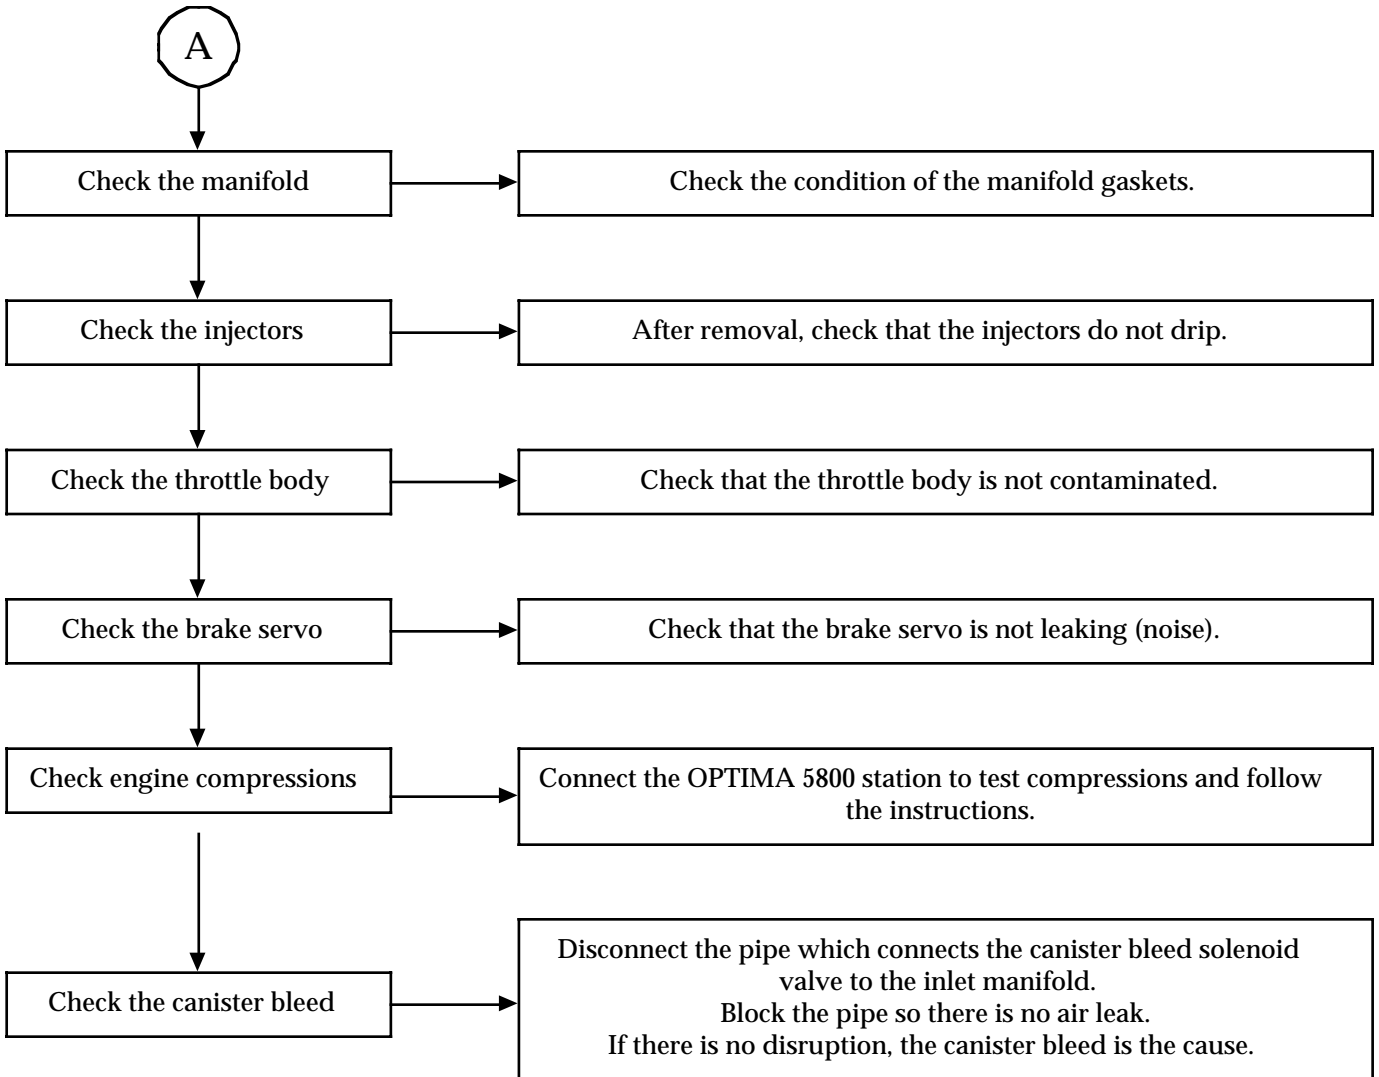 A
Check the manifold
Check the condition of the manifold gaskets.
Check the injectors
After removal, check that the injectors do not drip.
Check the throttle body
Check that the throttle body is not contaminated.
Check the brake servo
Check that the brake servo is not leaking (noise).
Check engine compressions
Connect the OPTIMA 5800 station to test compressions and follow
the instructions.
Check the canister bleed
Disconnect the pipe which connects the canister bleed solenoid
valve to the inlet manifold.
Block the pipe so there is no air leak.
If there is no disruption, the canister bleed is the cause.